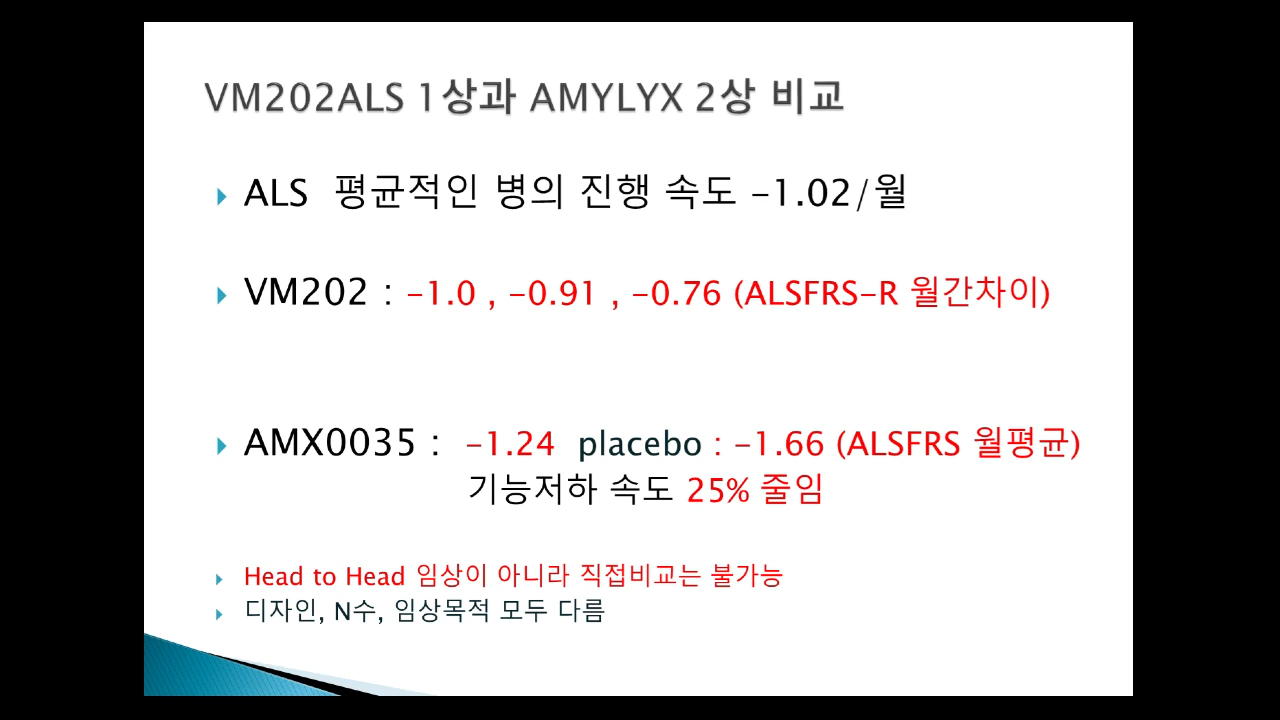 VM202ALS 1상과 AMYLYX 2상 비교
ALS 평균적인 병의 진행 속도 -1.02/월
VM202 : -1.0 , -0.91 , -0.76 (ALSFRS-R 월간차이)
AMX0035 : -1.24 placebo : -1.66 (ALSFRS 월평균)
기능저하 속도 25% 줄임
Head to Head 임상이 아니라 직접비교는 불가능
디자인, N수, 임상목적 모두 다름